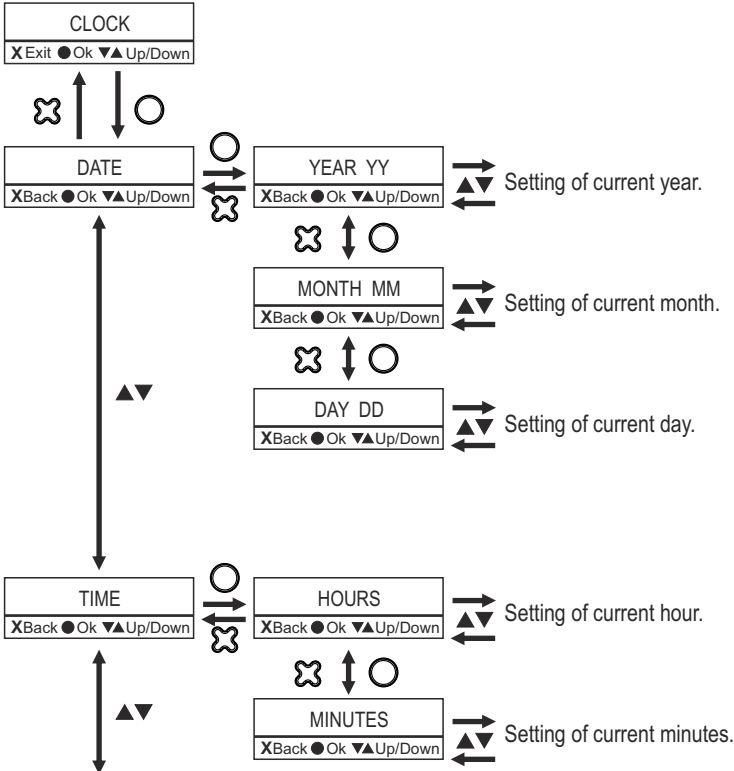 CLOCK
X Exit ● Ok ▼▲ Up/Down
DATE
X Back ● Ok ▼▲ Up/Down
YEAR YY
X Back ● Ok ▼▲ Up/Down
▲▼ Setting of current year.
MONTH MM
X Back ● Ok ▼▲ Up/Down
▲▼ Setting of current month.
DAY DD
X Back ● Ok ▼▲ Up/Down
▲▼ Setting of current day.
▲▼
TIME
X Back ● Ok ▼▲ Up/Down
HOURS
X Back ● Ok ▼▲ Up/Down
▲▼ Setting of current hour.
▲▼
MINUTES
X Back ● Ok ▼▲ Up/Down
▲▼ Setting of current minutes.